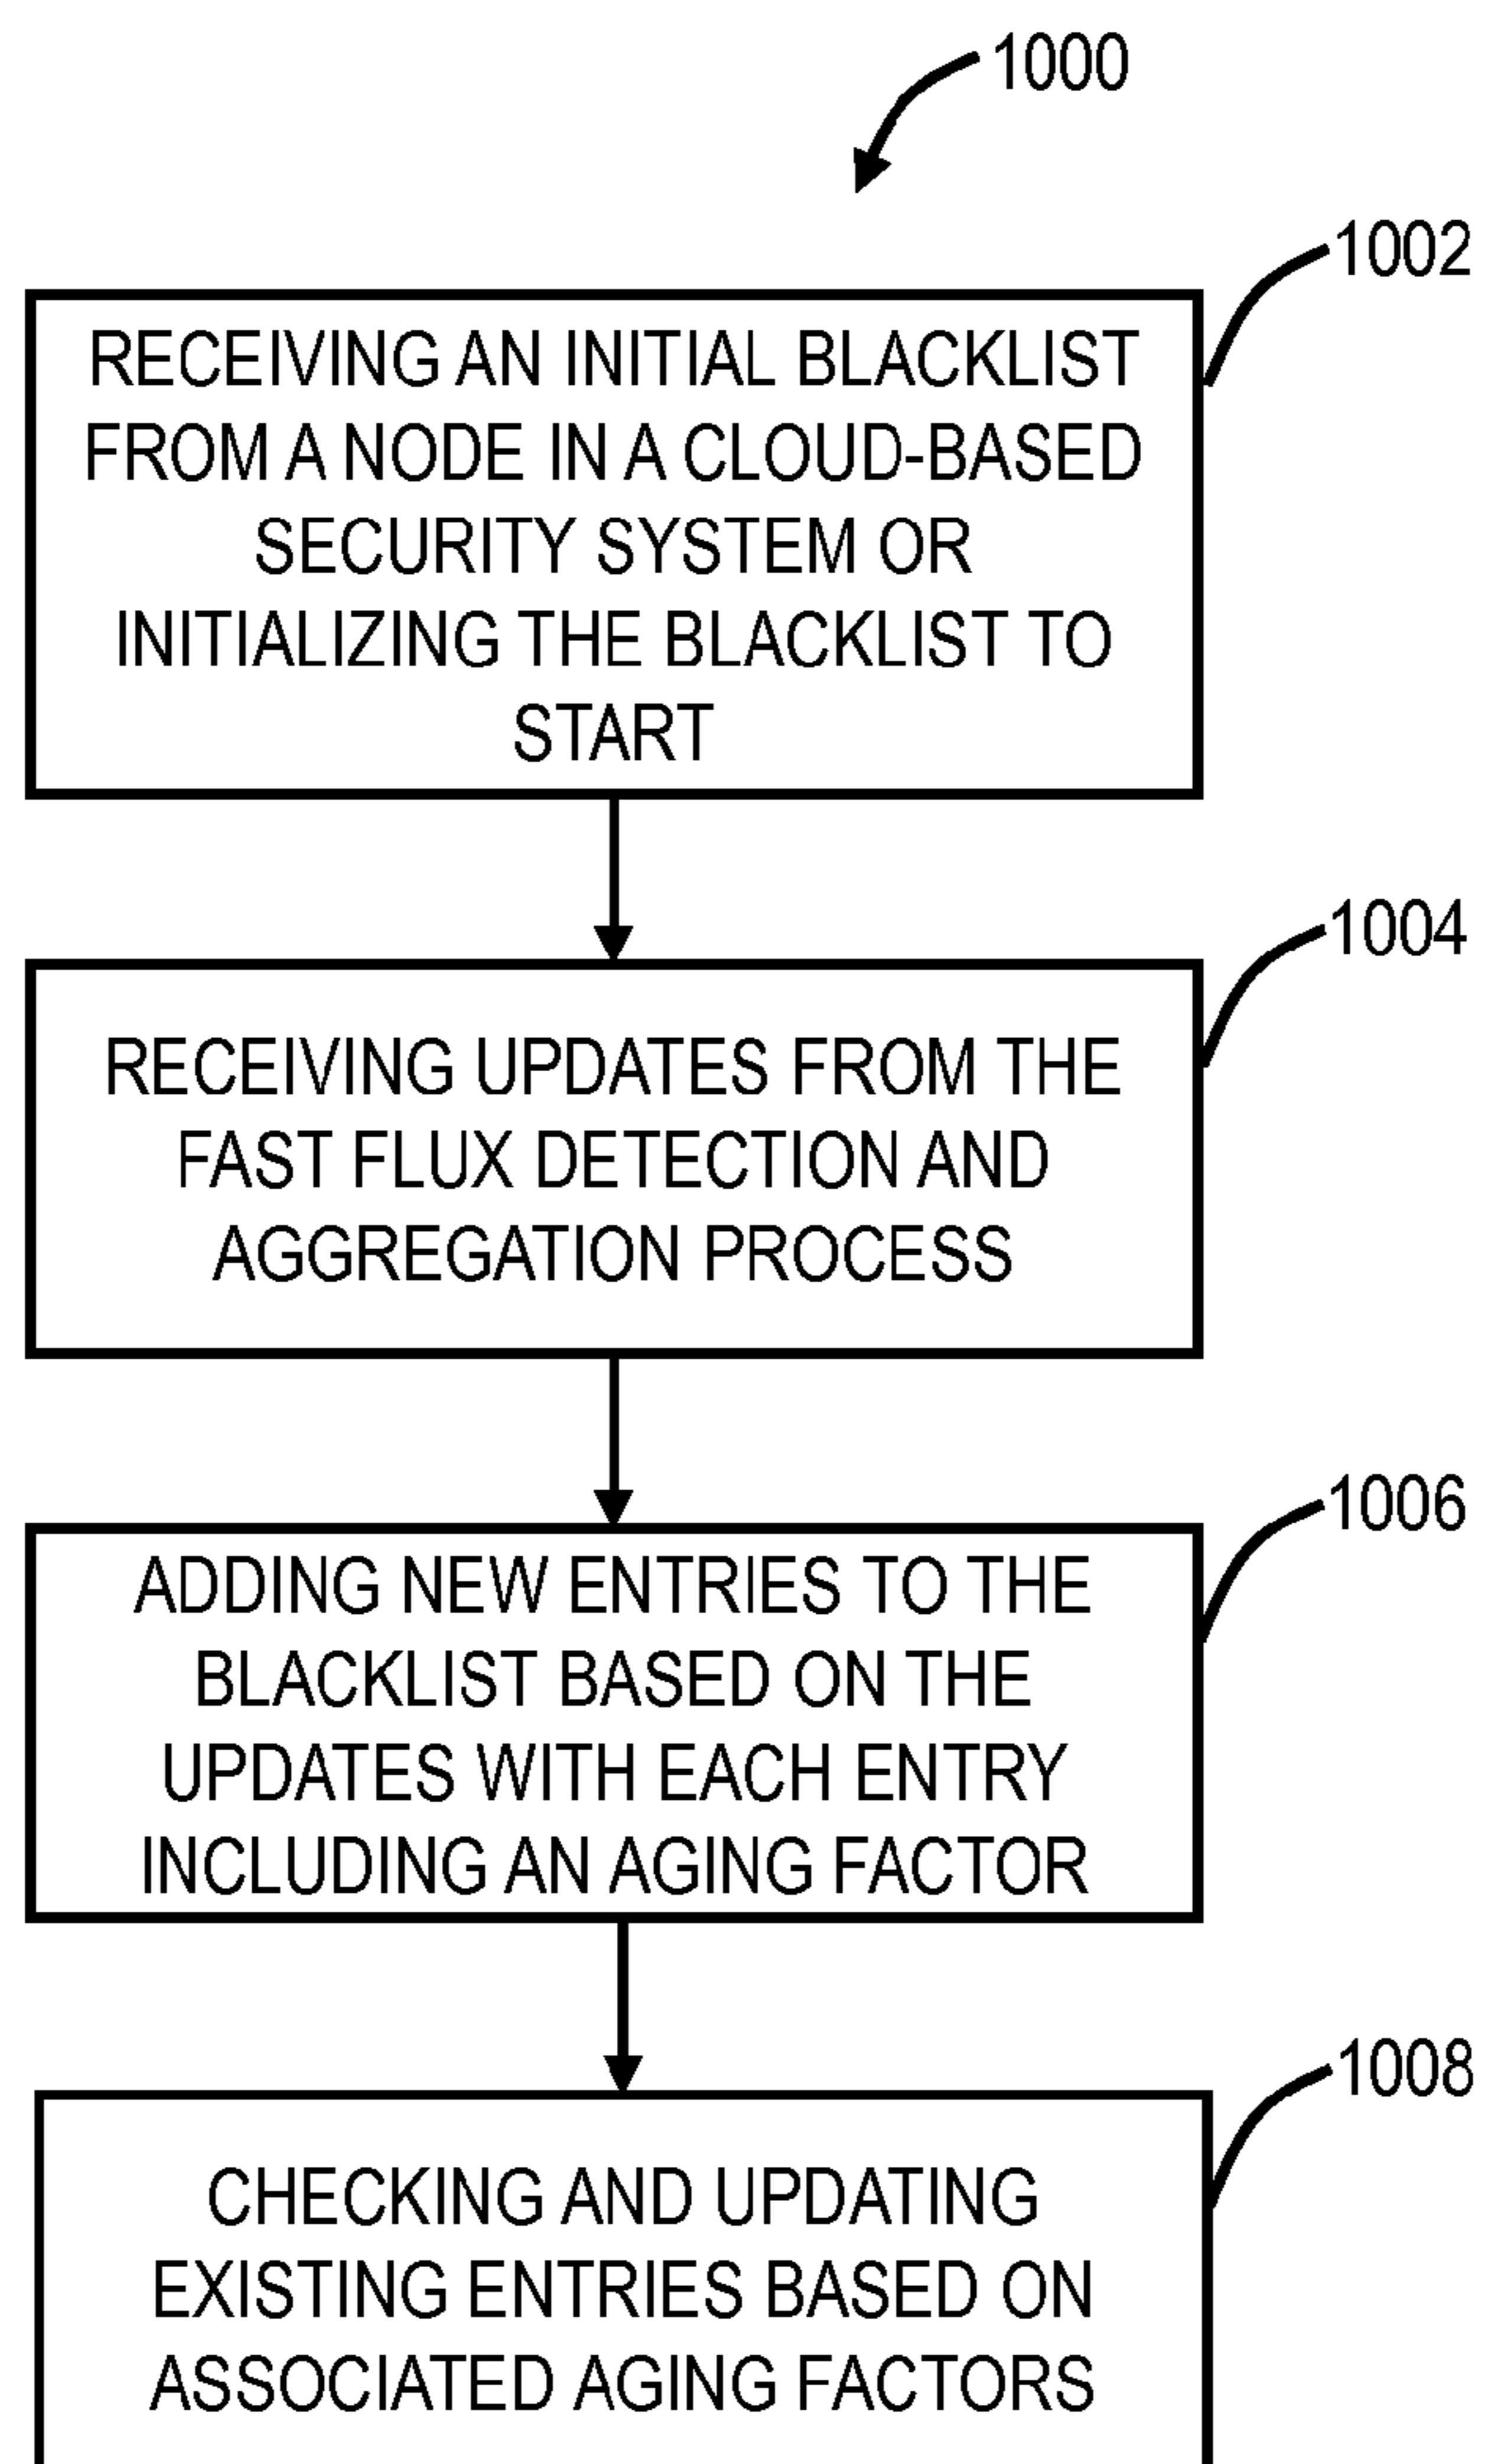 1000
1002
RECEIVING AN INITIAL BLACKLIST
FROM A NODE IN A CLOUD-BASED
SECURITY SYSTEM OR
INITIALIZING THE BLACKLIST TO
START
1004
RECEIVING UPDATES FROM THE
FAST FLUX DETECTION AND
AGGREGATION PROCESS
1006
ADDING NEW ENTRIES TO THE
BLACKLIST BASED ON THE
UPDATES WITH EACH ENTRY
INCLUDING AN AGING FACTOR
1008
CHECKING AND UPDATING
EXISTING ENTRIES BASED ON
ASSOCIATED AGING FACTORS